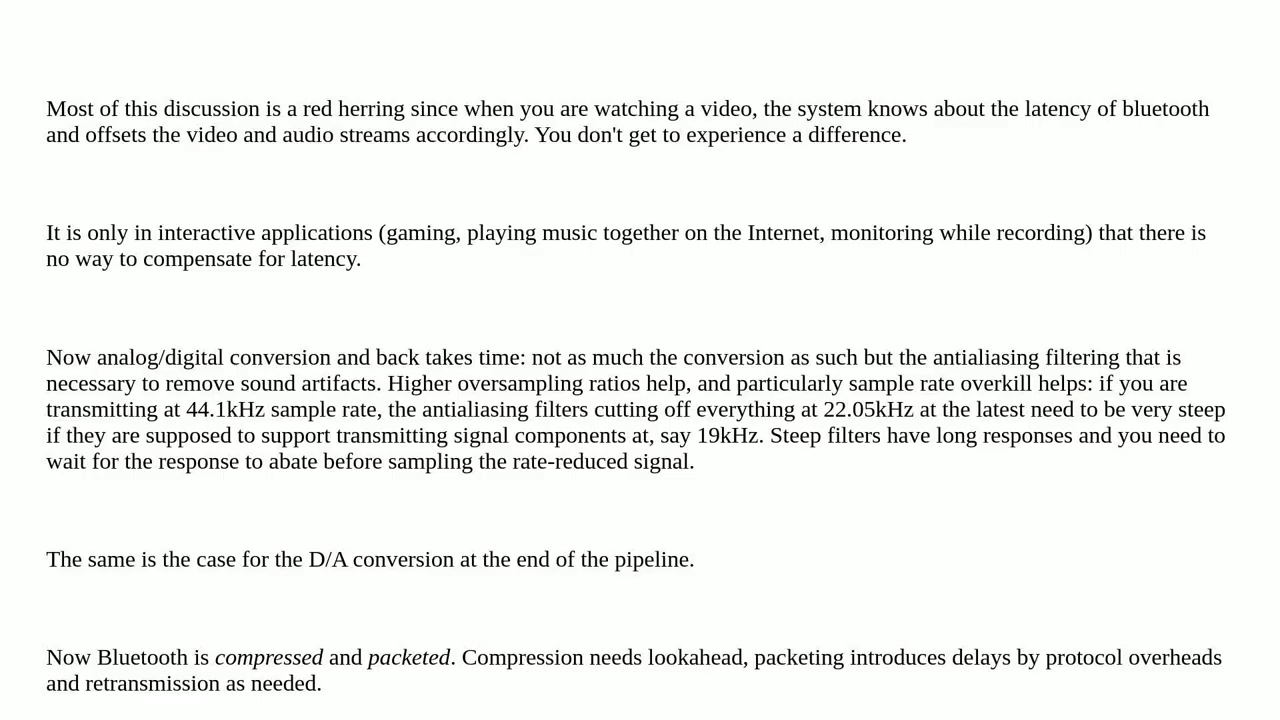 Most of this discussion is a red herring since when you are watching a video, the system knows about the latency of bluetooth
and offsets the video and audio streams accordingly. You don't get to experience a difference.
It is only in interactive applications (gaming, playing music together on the Internet, monitoring while recording) that there is
no way to compensate for latency.
Now analog/digital conversion and back takes time: not as much the conversion as such but the antialiasing filtering that is
necessary to remove sound artifacts. Higher oversampling ratios help, and particularly sample rate overkill helps: if you are
transmitting at 44.1kHz sample rate, the antialiasing filters cutting off everything at 22.05kHz at the latest need to be very steep
if they are supposed to support transmitting signal components at, say 19kHz. Steep filters have long responses and you need to
wait for the response to abate before sampling the rate-reduced signal.
The same is the case for the D/A conversion at the end of the pipeline.
Now Bluetooth is compressed and packeted. Compression needs lookahead, packeting introduces delays by protocol overheads
and retransmission as needed.